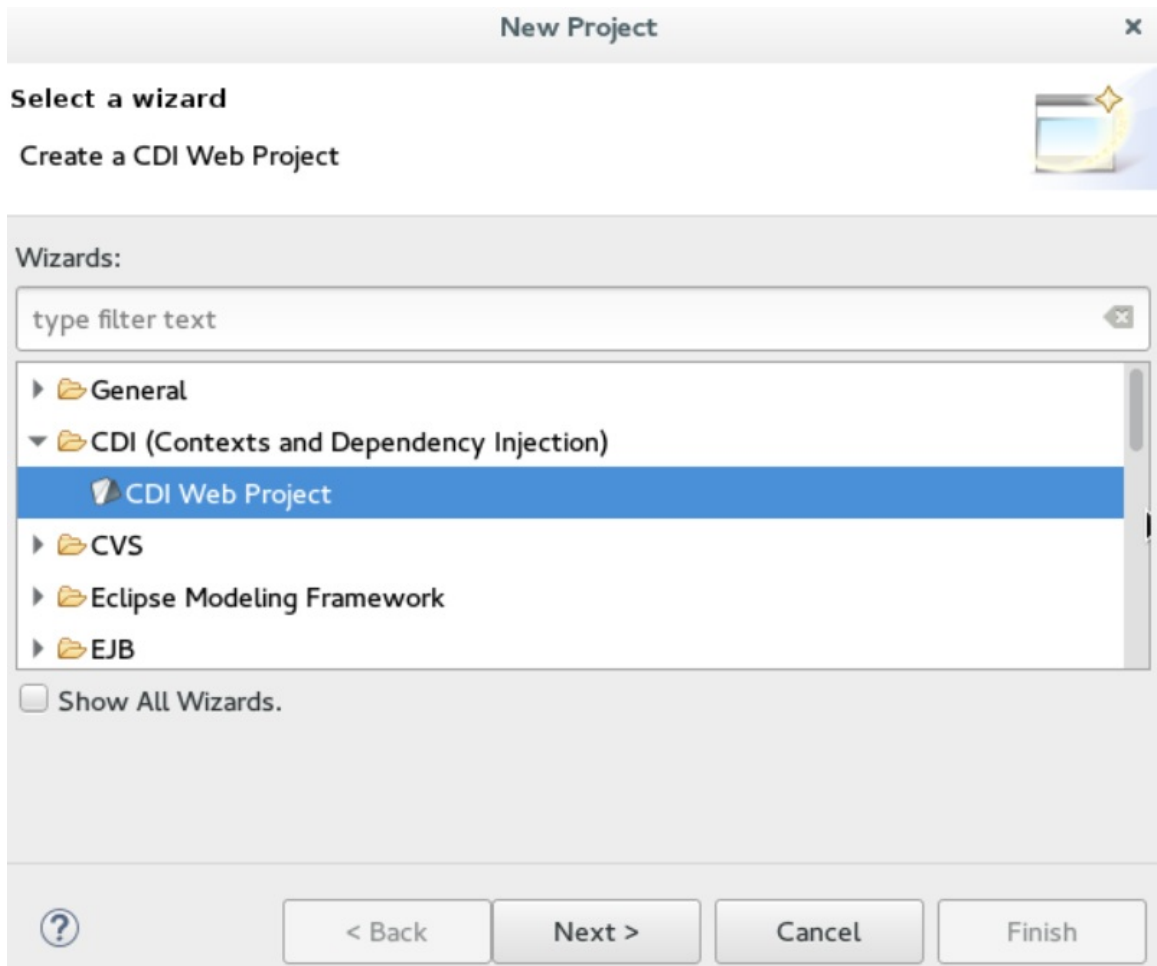 New Project
Select a wizard
Create a CDI Web Project
Wizards:
type filter text
General
CDI (Contexts and Dependency Injection)
CDI Web Project
CVS
Eclipse Modeling Framework
EJB
Show All Wizards.
? < Back Next > Cancel Finish